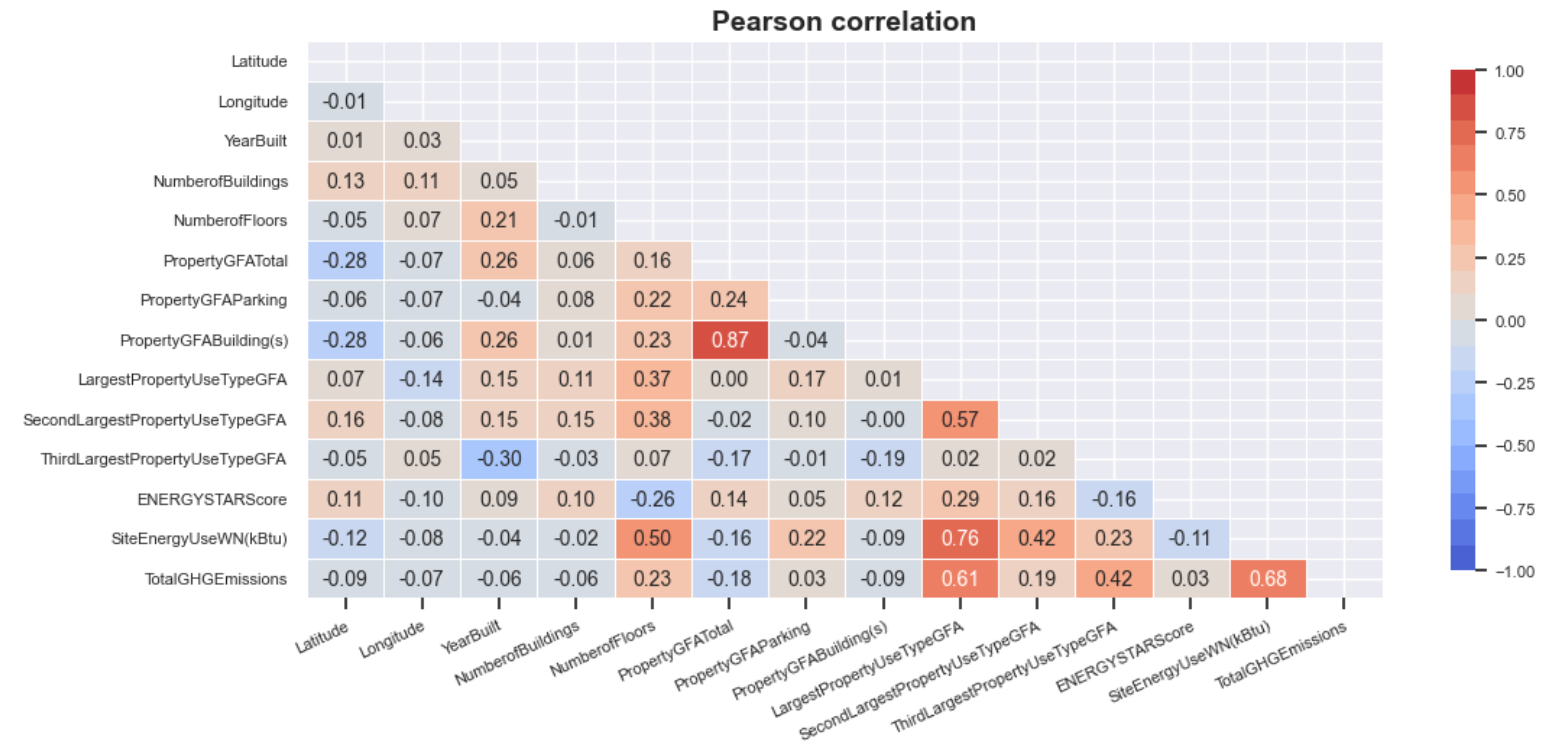 Pearson correlation
Latitude
Longitude -0.01
YearBuilt 0.01 0.03
NumberofBuildings 0.13 0.11 0.05
NumberofFloors -0.05 0.07 0.21 -0.01
PropertyGFATotal -0.28 -0.07 0.26 0.06 0.16
PropertyGFAParking -0.06 -0.07 -0.04 0.08 0.22 0.24
PropertyGFABuilding(s) -0.28 -0.06 0.26 0.01 0.23 0.87 -0.04
LargestPropertyUseTypeGFA 0.07 -0.14 0.15 0.11 0.37 0.00 0.17 0.01
SecondLargestPropertyUseTypeGFA 0.16 -0.08 0.15 0.15 0.38 -0.02 0.10 -0.00 0.57
ThirdLargestPropertyUseTypeGFA -0.05 0.05 -0.30 -0.03 0.07 -0.17 -0.01 -0.19 0.02 0.02
ENERGYSTARScore 0.11 -0.10 0.09 0.10 -0.26 0.14 0.05 0.12 0.29 0.16 -0.16
SiteEnergyUseWN(kBtu) -0.12 -0.08 -0.04 -0.02 0.50 -0.16 0.22 -0.09 0.76 0.42 0.23 -0.11
TotalGHGEmissions -0.09 -0.07 -0.06 -0.06 0.23 -0.18 0.03 -0.09 0.61 0.19 0.42 0.03 0.68
Latitude
Longitude
YearBuilt
NumberofBuildings
NumberofFloors
PropertyGFATotal
PropertyGFAParking
PropertyGFABuilding(s)
LargestPropertyUseTypeGFA
SecondLargestPropertyUseTypeGFA
ThirdLargestPropertyUseTypeGFA
ENERGYSTARScore
SiteEnergyUseWN(kBtu)
TotalGHGEmissions
1.00
0.75
0.50
0.25
0.00
−0.25
−0.50
−0.75
−1.00